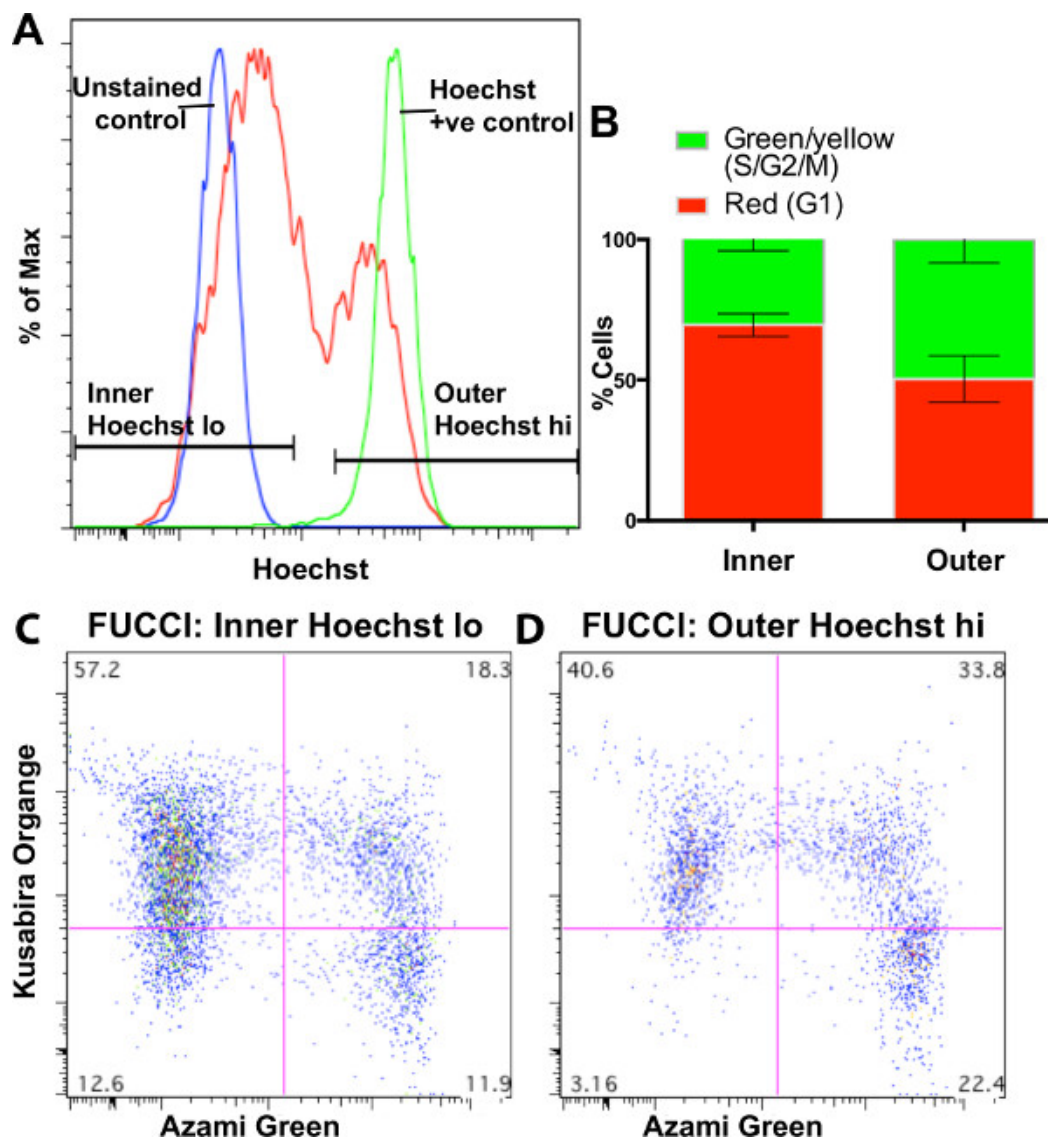 A
Unstained
control
Hoechst
+ve control
% of Max
Inner
Hoechst lo
Outer
Hoechst hi
Hoechst
B
Green/yellow
(S/G2/M)
Red (G1)
% Cells
100
50
0
Inner
Outer
C
FUCCI: Inner Hoechst lo
57.2
18.3
12.6
11.9
Kusabira Organge
Azami Green
D
FUCCI: Outer Hoechst hi
40.6
33.8
3.16
22.4
Azami Green